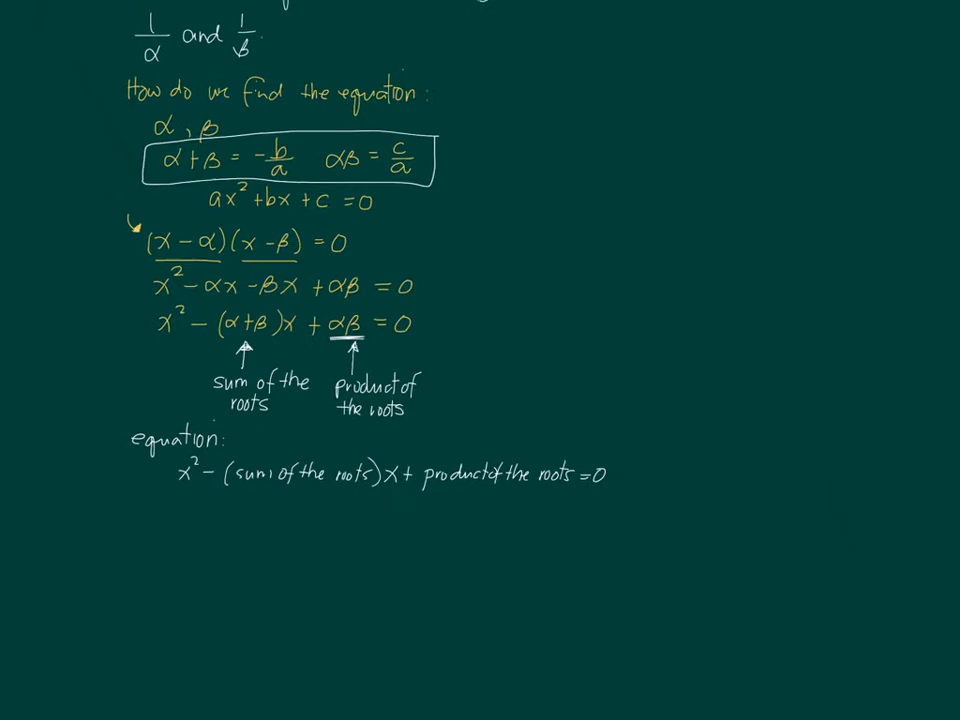 1/α and 1/β.
How do we find the equation:
α, β
α+β = -b/a αβ = c/a
ax²+bx+c=0
(x-α)(x-β)=0
x²-αx-βx+αβ=0
x²-(α+β)x+αβ=0
sum of the product of
roots the roots
equation:
x²-(sum of the roots)x+product of the roots=0